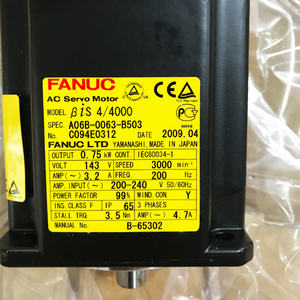 FANUC
AC Servo Motor
MODEL βiS 4/4000
SPEC A06B-0063-B503
No C094E0312 DATE 2009.04
FANUC LTD YAMANASHI, MADE IN JAPAN
OUTPUT 0.75 kW CONT. IEC60034-1
VOLT 143 V SPEED 3000 min-1
AMP(~) 3.2 A FREQ. 200 Hz
AMP. INPUT(~) 200-240 V 50/60Hz
POWER FACTOR 99% WIND CON Y
INS. CLASS F IP 65 3 PHASES
STALL TRQ. 3.5 Nm AMP(~) 4.7A
MANUAL No. B-65302